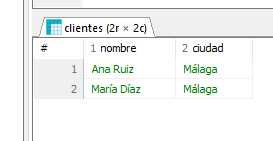 clientes (2r × 2c)
# 1 nombre 2 ciudad
1 Ana Ruiz Málaga
2 María Díaz Málaga